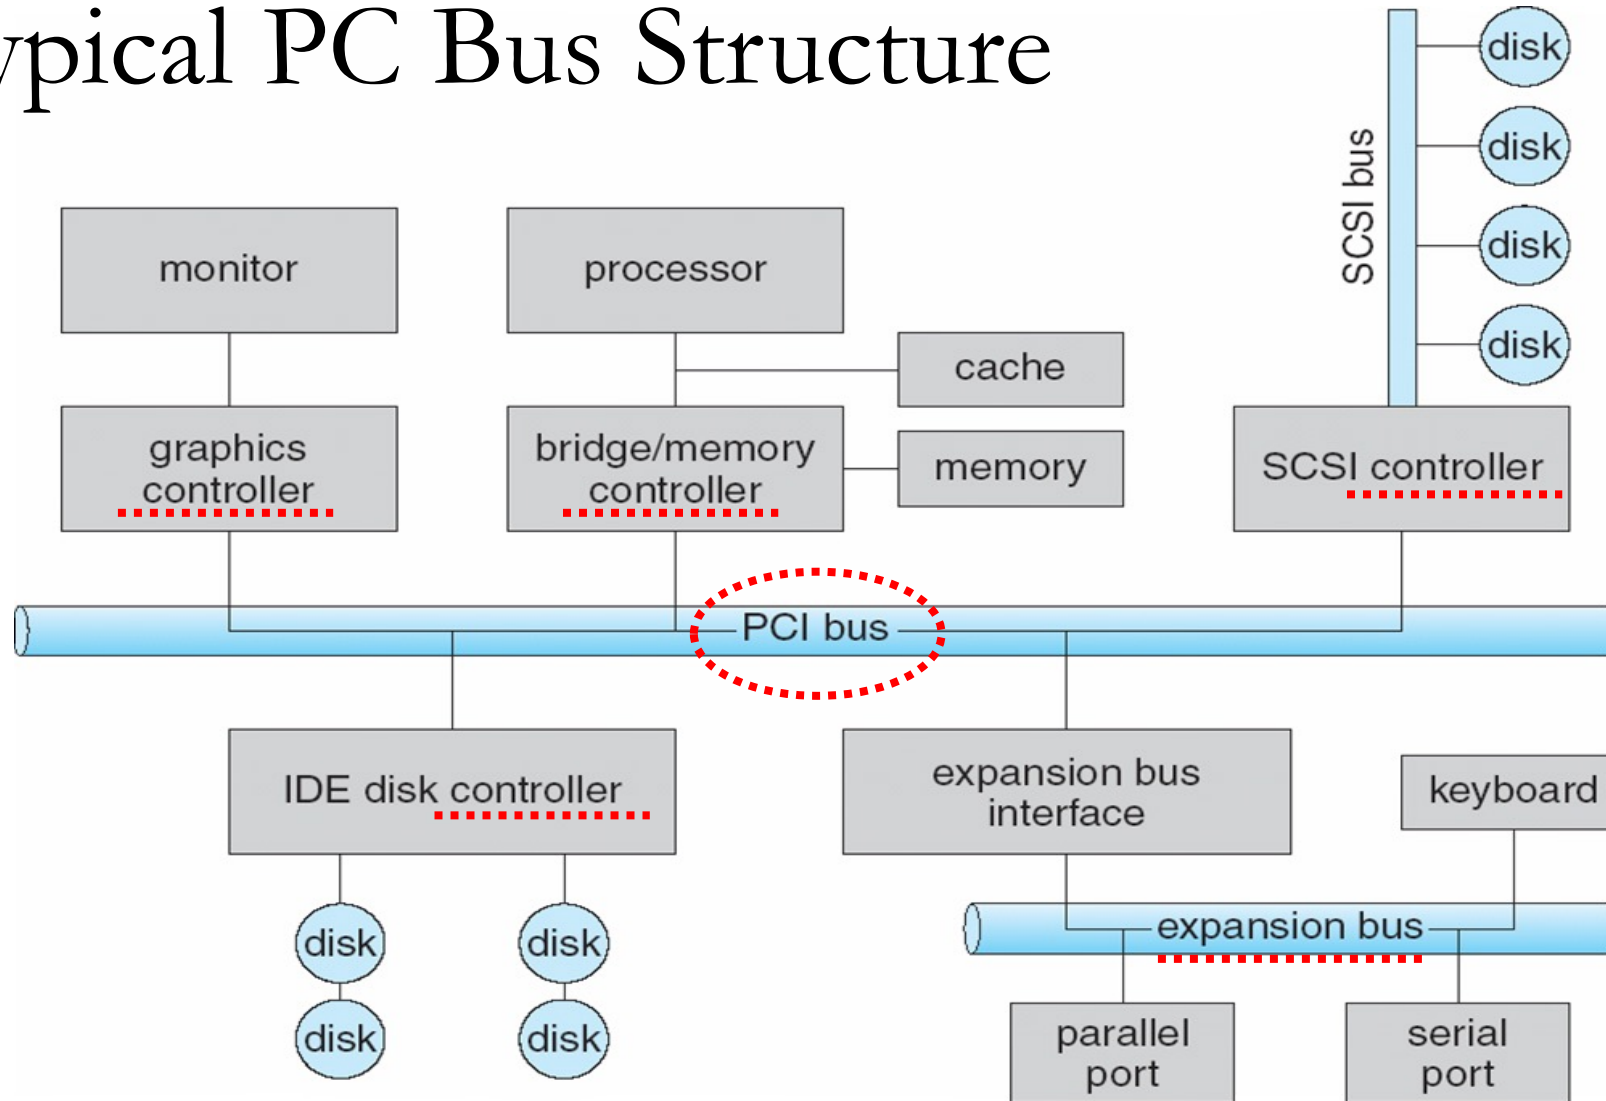 ypical PC Bus Structure
disk
disk
disk
disk
SCSI bus
monitor
processor
cache
graphics
controller
bridge/memory
controller
memory
SCSI controller
PCI bus
IDE disk controller
expansion bus
interface
keyboard
disk
disk
expansion bus
disk
disk
parallel
port
serial
port